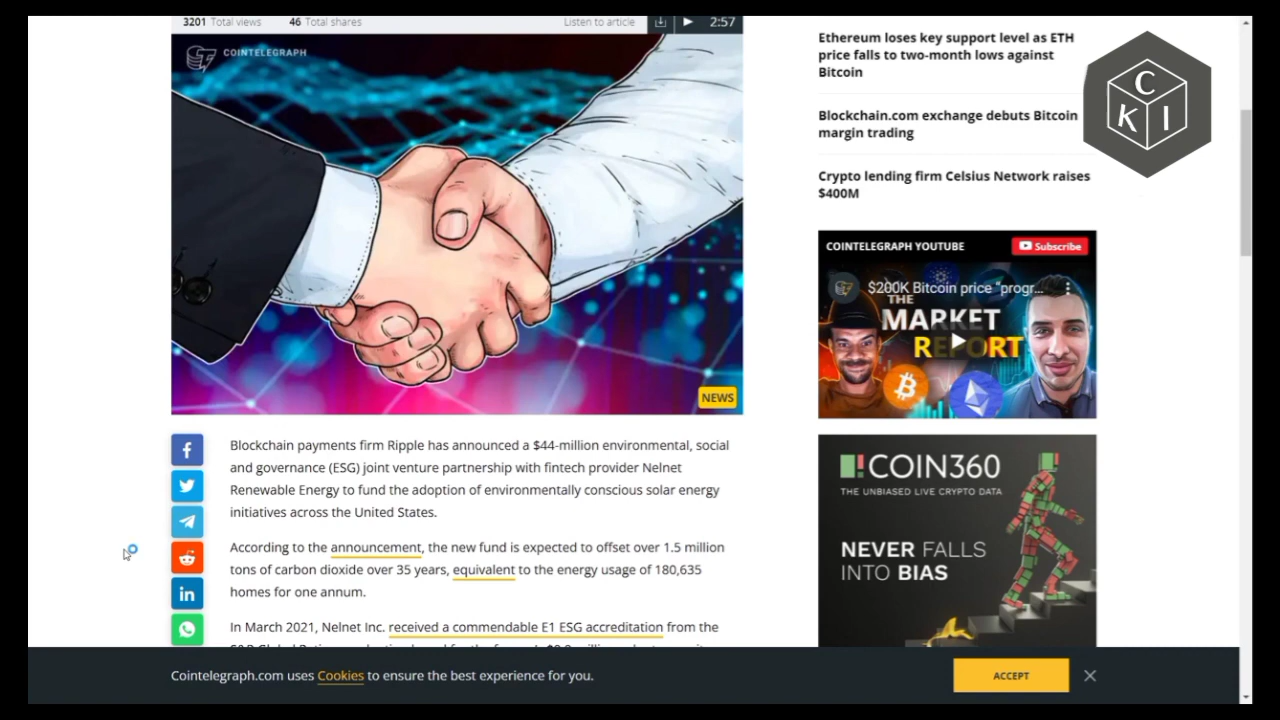 3201 Total views 46 Total shares Listen to article 2:57
COINTELEGRAPH
NEWS
Blockchain payments firm Ripple has announced a $44-million environmental, social
and governance (ESG) joint venture partnership with fintech provider Nelnet
Renewable Energy to fund the adoption of environmentally conscious solar energy
initiatives across the United States.
According to the announcement, the new fund is expected to offset over 1.5 million
tons of carbon dioxide over 35 years, equivalent to the energy usage of 180,635
homes for one annum.
In March 2021, Nelnet Inc. received a commendable E1 ESG accreditation from the
Ethereum loses key support level as ETH
price falls to two-month lows against
Bitcoin
Blockchain.com exchange debuts Bitcoin
margin trading
Crypto lending firm Celsius Network raises
$400M
C
K I
COINTELEGRAPH YOUTUBE Subscribe
$200K Bitcoin price "progr...
THE
MARKET
REPORT
COIN360
THE UNBIASED LIVE CRYPTO DATA
NEVER FALLS
INTO BIAS
Cointelegraph.com uses Cookies to ensure the best experience for you.
ACCEPT